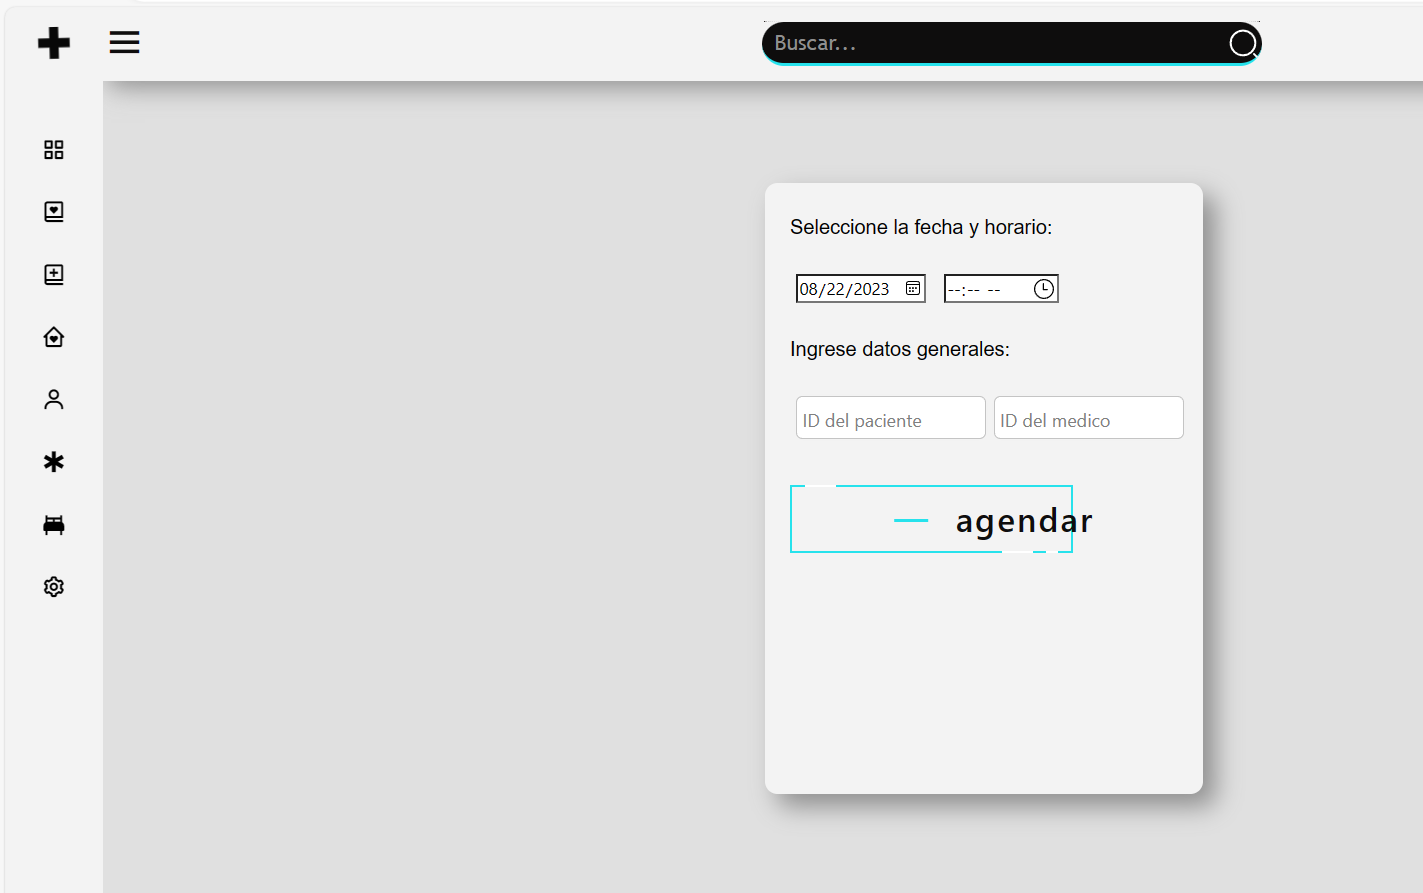 Buscar...
Seleccione la fecha y horario:
08/22/2023 --:-- --
Ingrese datos generales:
ID del paciente ID del medico
agendar